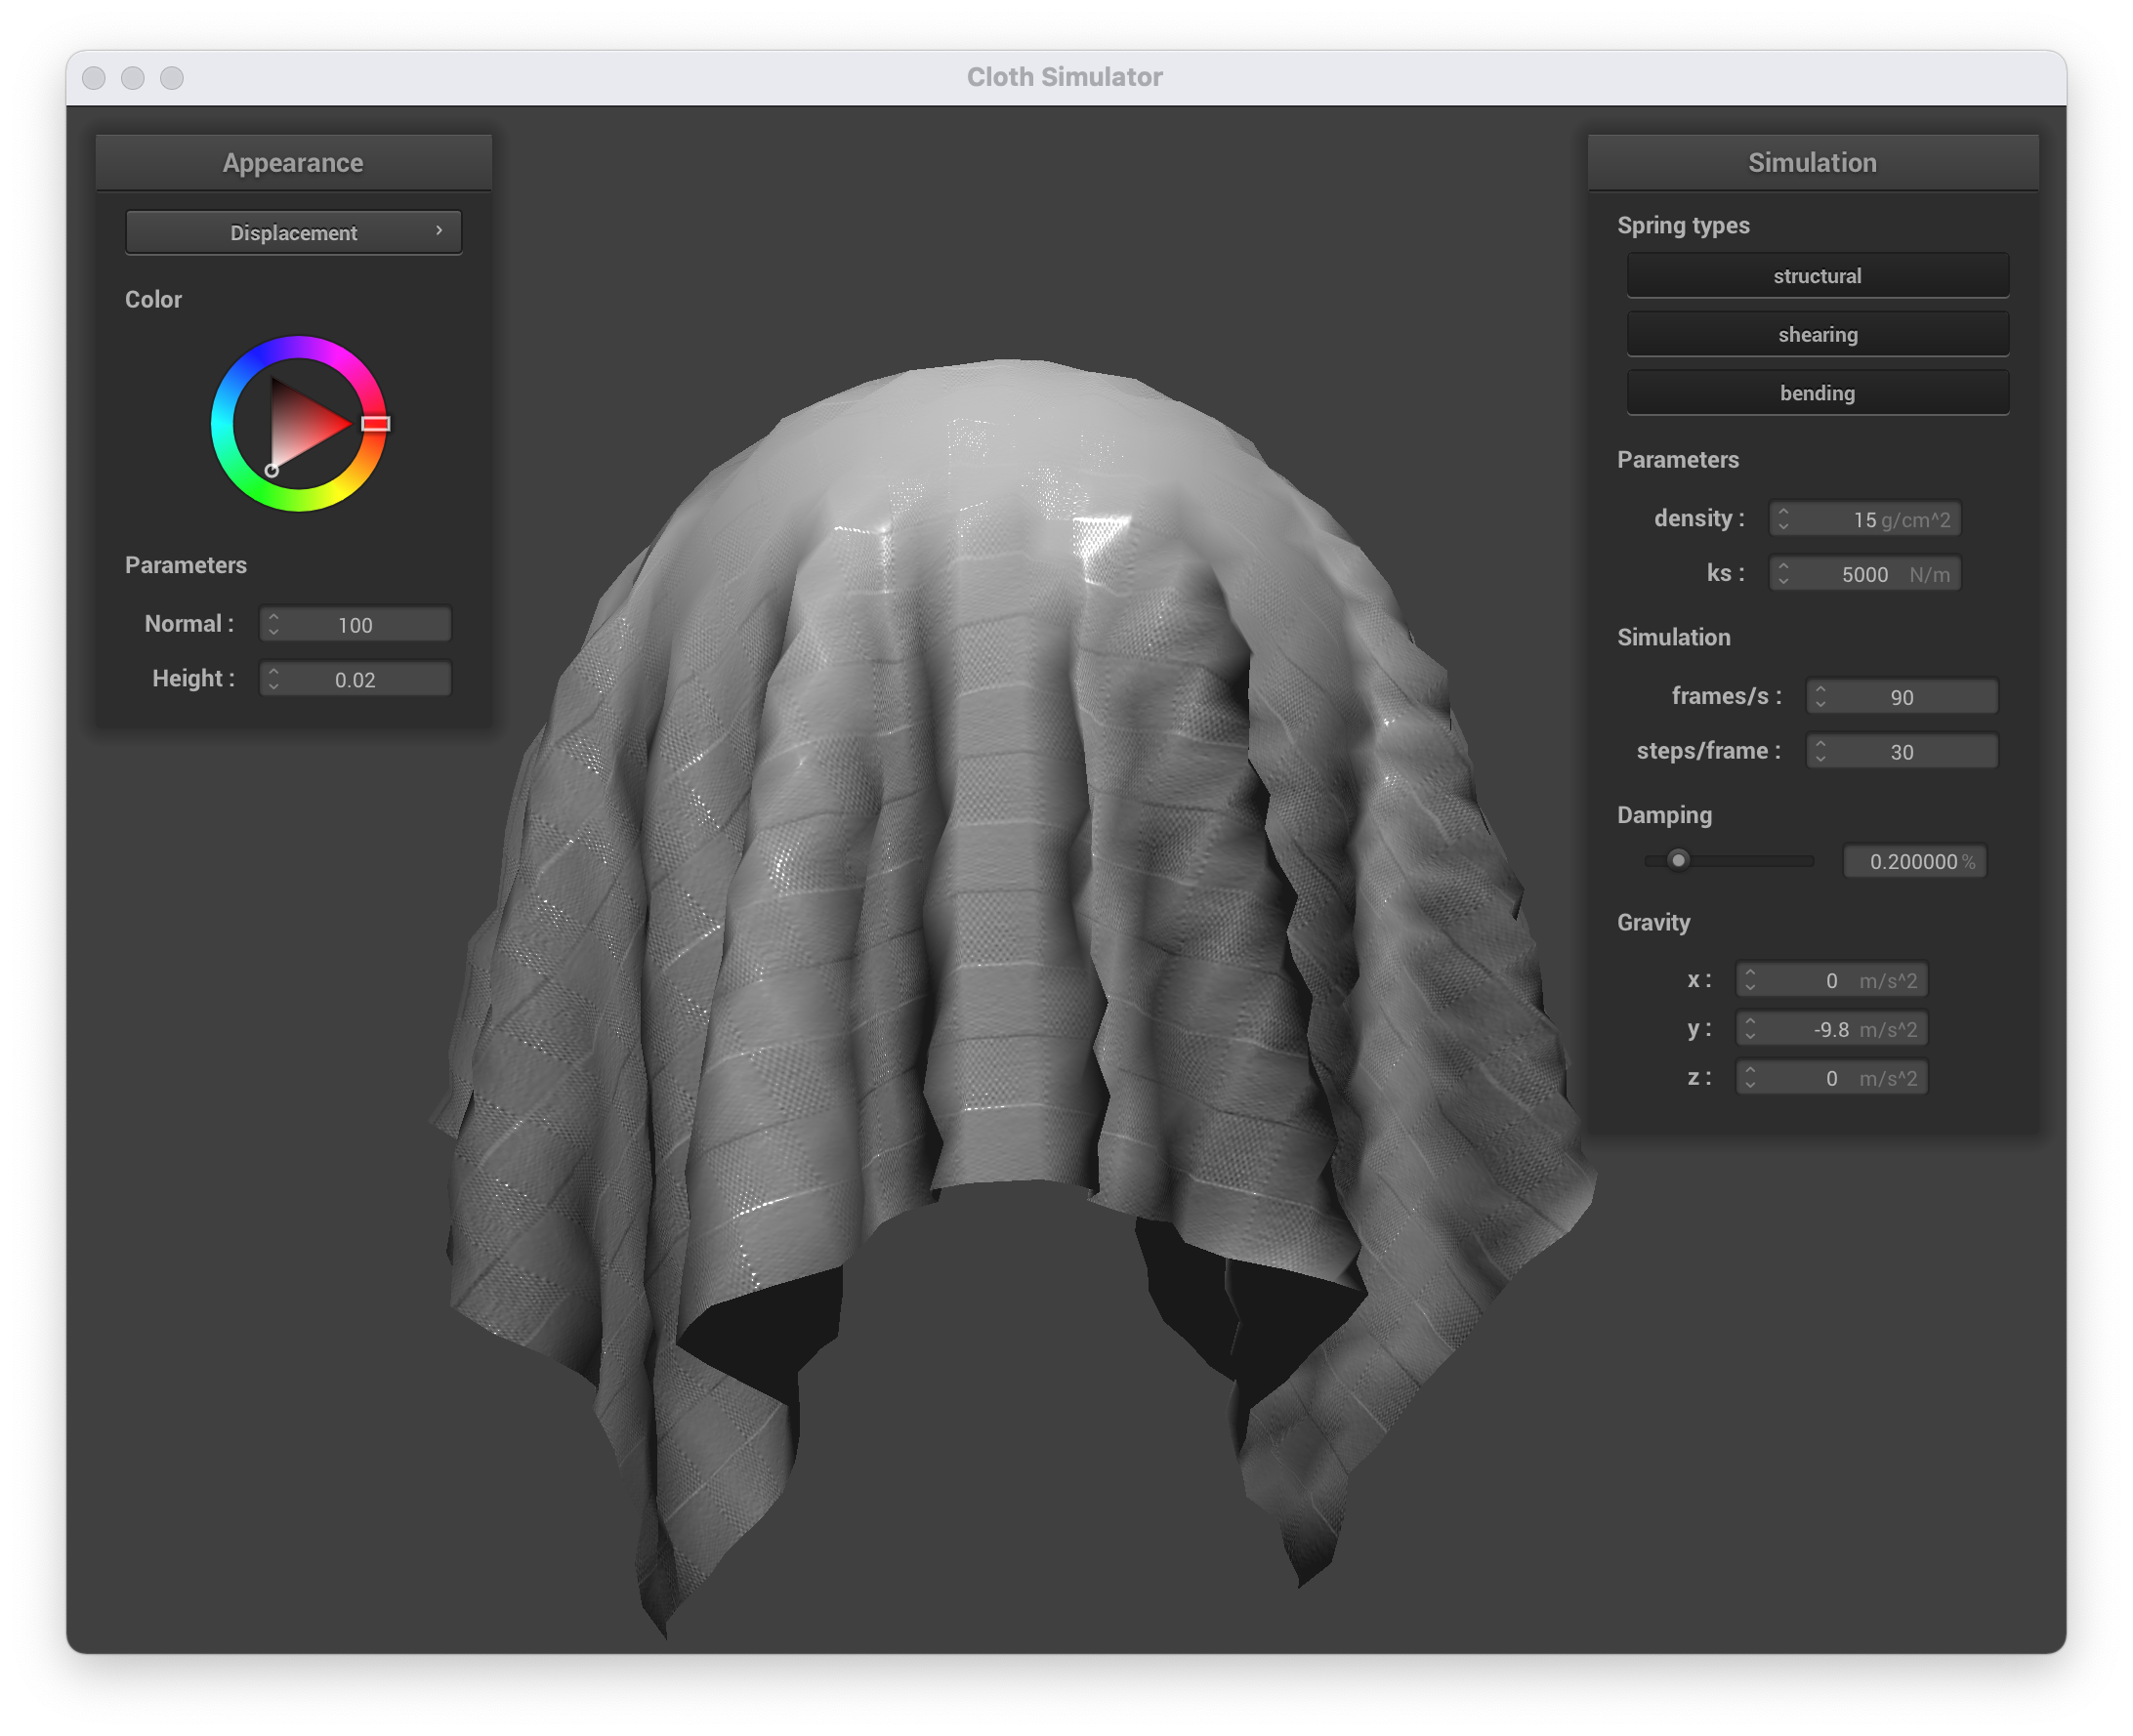 Cloth Simulator
Appearance
Displacement
Color
Parameters
Normal : 100
Height : 0.02
Simulation
Spring types
structural
shearing
bending
Parameters
density : 15 g/cm^2
ks : 5000 N/m
Simulation
frames/s : 90
steps/frame : 30
Damping
0.200000 %
Gravity
x : 0 m/s^2
y : -9.8 m/s^2
z : 0 m/s^2